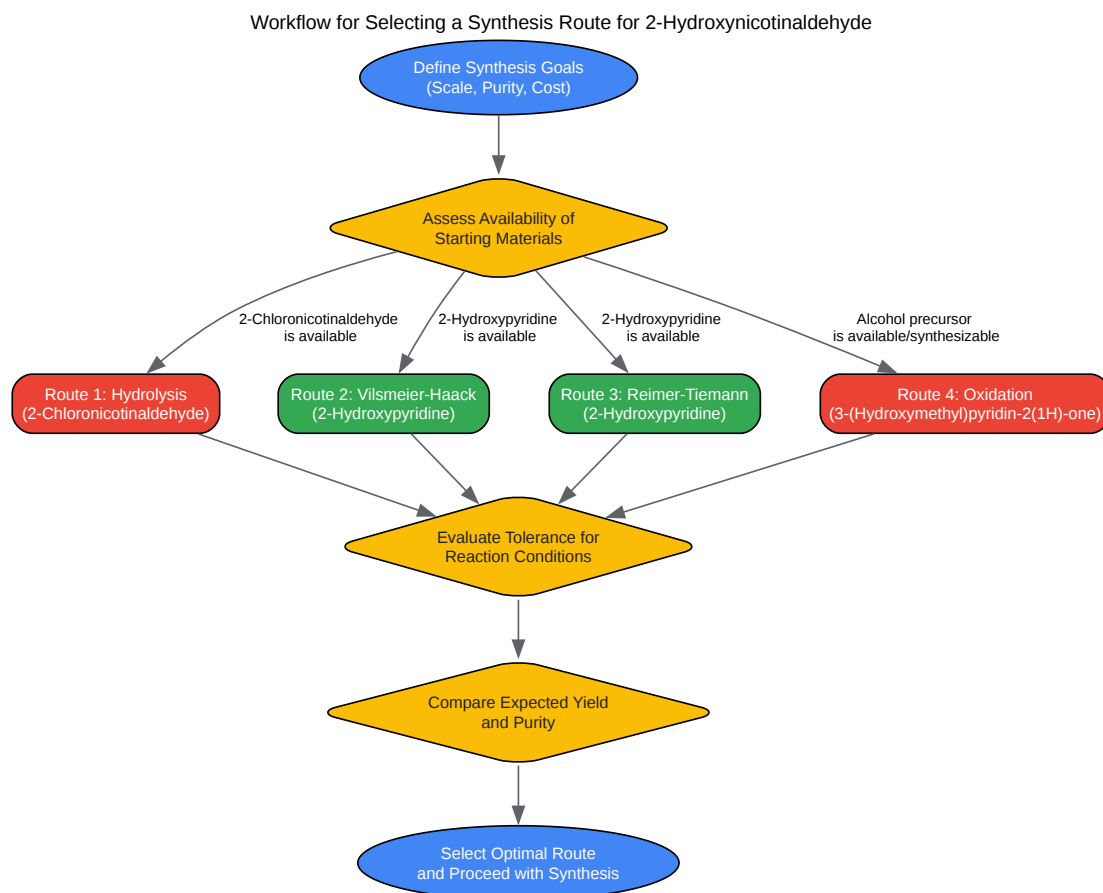 Workflow for Selecting a Synthesis Route for 2-Hydroxynicotinaldehyde
Define Synthesis Goals
(Scale, Purity, Cost)
Assess Availability of
Starting Materials
2-Chloronicotinaldehyde
is available
2-Hydroxypyridine
is available
2-Hydroxypyridine
is available
Alcohol precursor
is available/synthesizable
Route 1: Hydrolysis
(2-Chloronicotinaldehyde)
Route 2: Vilsmeier-Haack
(2-Hydroxypyridine)
Route 3: Reimer-Tiemann
(2-Hydroxypyridine)
Route 4: Oxidation
(3-(Hydroxymethyl)pyridin-2(1H)-one)
Evaluate Tolerance for
Reaction Conditions
Compare Expected Yield
and Purity
Select Optimal Route
and Proceed with Synthesis